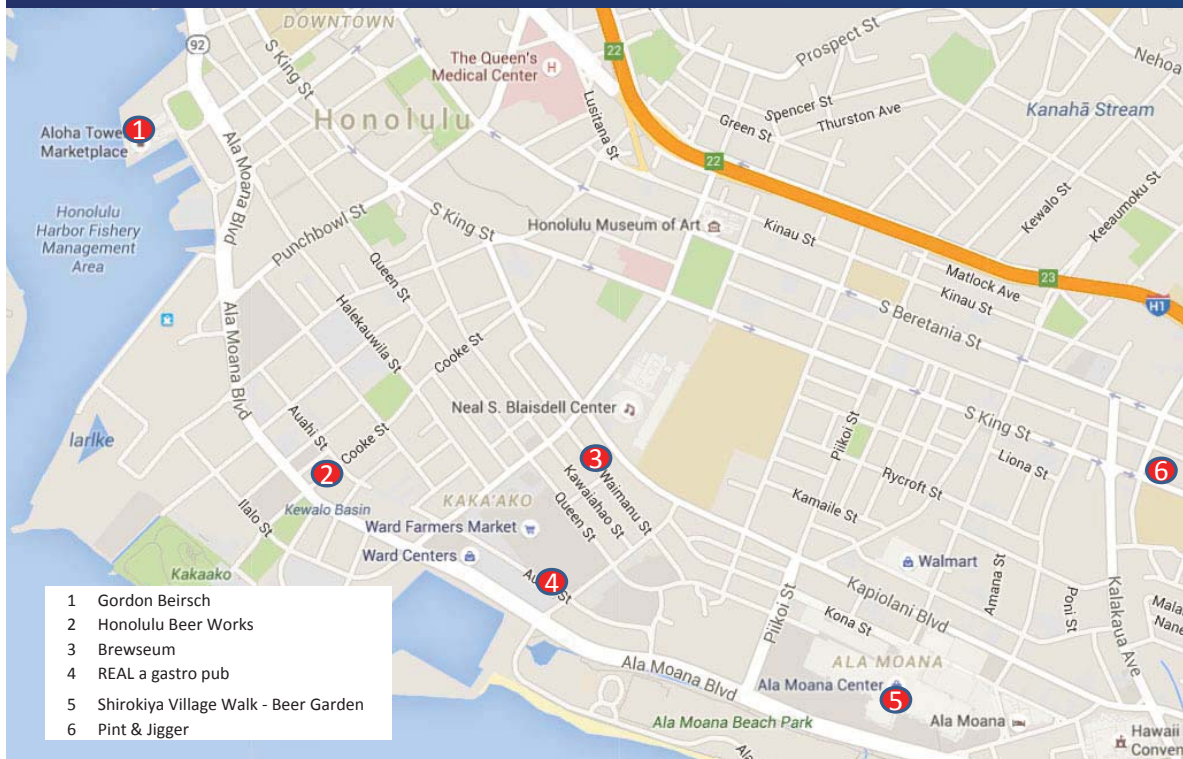 DOWNTOWN
92
S King St
The Queen's
Medical Center
H
22
Prospect St
Nehoa
Lusitana St
Spencer St
Green St
Thurston Ave
Kanahā Stream
Honolulu
1
Aloha Towe
Marketplace
Ala Moana Blvd
22
Honolulu
Harbor Fishery
Management
Area
Punchbowl St
S King St
Honolulu Museum of Art
Kinau St
Kewalo St
Keeaumoku St
Matlock Ave
Kinau St
23
H1
Queen St
Halekauwila St
Ala Moana Blvd
Cooke St
S Beretania St
Neal S. Blaisdell Center
Iarlke
Auahi St
Cooke St
2
3
Piikoi St
S King St
Liona St
6
Waimanu St
Kawaiahao St
Queen St
KAKA'AKO
Rycroft St
Kamaile St
Kewalo Basin
Ilalo St
Ward Farmers Market
Ward Centers
Kakaako
4
Au
St
Walmart
Amana St
Poni St
Kalakaua Ave
Kapiolani Blvd
Kona St
Piikoi St
Mala
Nane
ALA MOANA
Ala Moana Blvd
Ala Moana Center
5
Ala Moana
Ala Moana Beach Park
Ala
Hawaii
Conven
1 Gordon Beirsch
2 Honolulu Beer Works
3 Brewseum
4 REAL a gastro pub
5 Shirokiya Village Walk - Beer Garden
6 Pint & Jigger